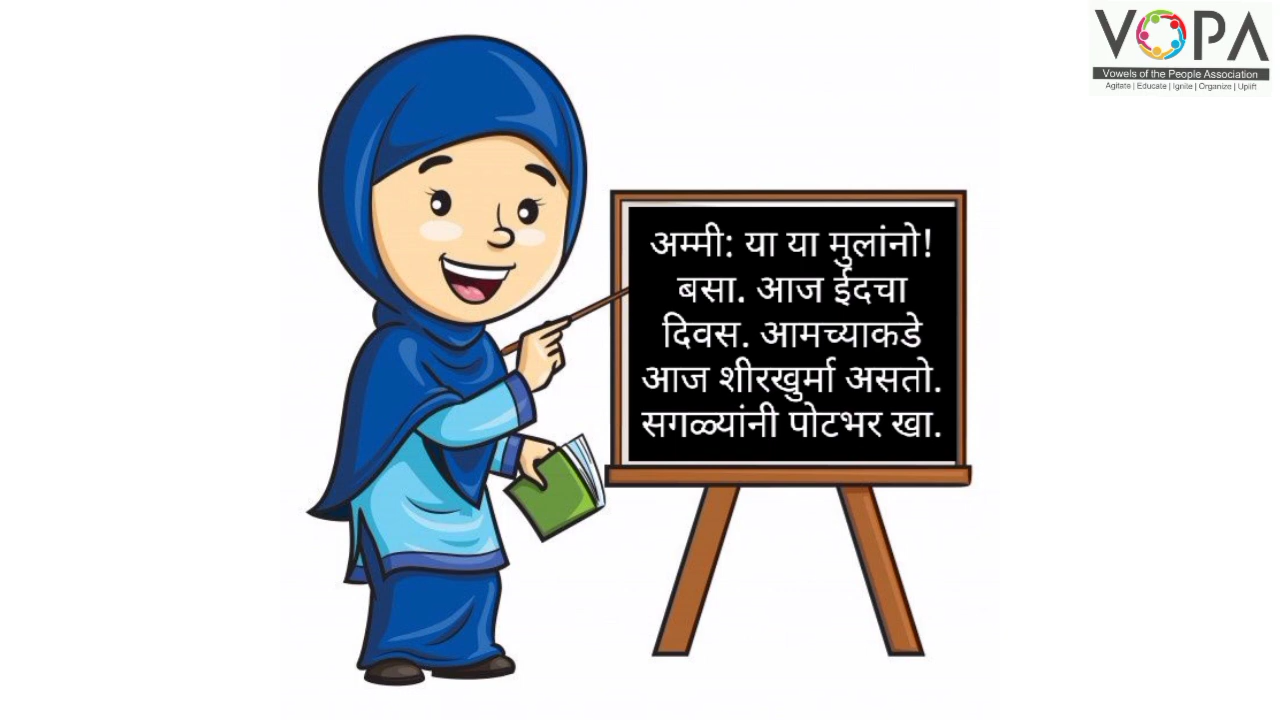 VOPA
Vowels of the People Association
Agitate | Educate | Ignite | Organize | Uplift
अम्मी: या या मुलांनो!
बसा. आज ईदचा
दिवस. आमच्याकडे
आज शीरखुर्मा असतो.
सगळ्यांनी पोटभर खा.